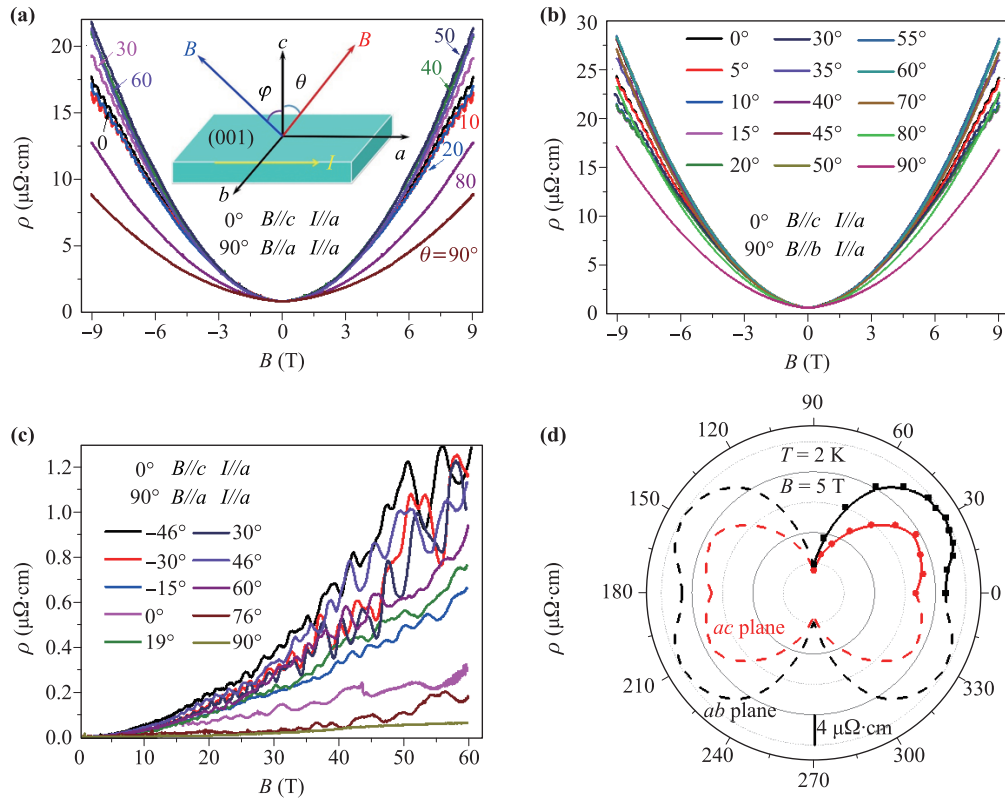 (a)
20
15
10
5
0
ρ (μΩ·cm)
−9 −6 −3 0 3 6 9
B (T)
30
60
0
50
40
10
20
80
θ=90°
B
c
B
φ
θ
(001)
I
a
b
0° B//c I//a
90° B//a I//a
(b)
30
25
20
15
10
5
0
ρ (μΩ·cm)
−9 −6 −3 0 3 6 9
B (T)
0° 30° 55°
5° 35° 60°
10° 40° 70°
15° 45° 80°
20° 50° 90°
0° B//c I//a
90° B//b I//a
(c)
1.2
1.0
0.8
0.6
0.4
0.2
0.0
ρ (μΩ·cm)
0 10 20 30 40 50 60
B (T)
0° B//c I//a
90° B//a I//a
−46° 30°
−30° 46°
−15° 60°
0° 76°
19° 90°
(d)
90
120 60
150 30
180 0
210 330
240 300
270
ρ (μΩ·cm)
T = 2 K
B = 5 T
ac plane
ab plane
4 μΩ·cm